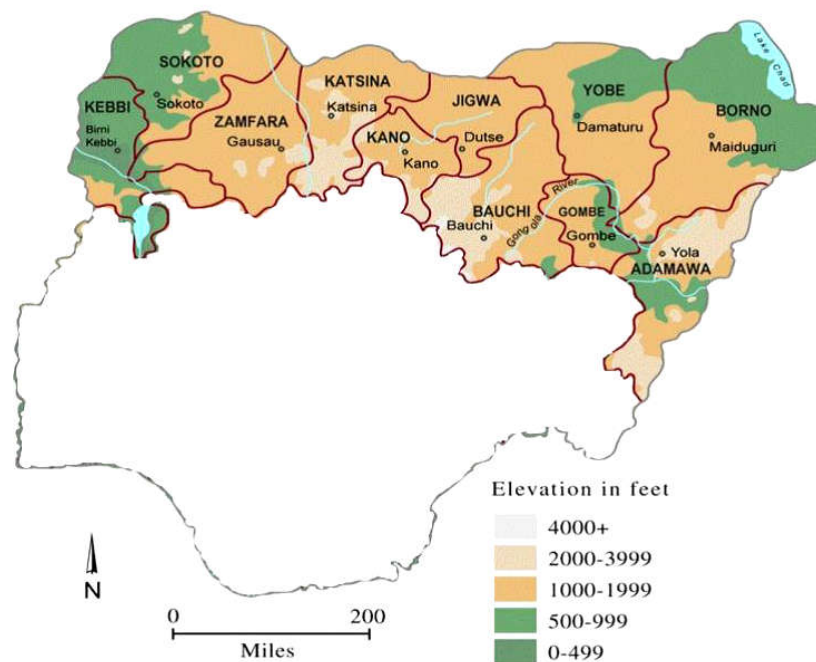 SOKOTO
Sokoto
KEBBI
Birni
Kebbi
ZAMFARA
Gausau
KATSINA
Katsina
KANO
Kano
JIGWA
Dutse
YOBE
Damaturu
BORNO
Maiduguri
Lake Chad
BAUCHI
Bauchi
Gongola
River
GOMBE
Gombe
Yola
ADAMAWA
Elevation in feet
4000+
2000-3999
1000-1999
500-999
0-499
N
0 200
Miles